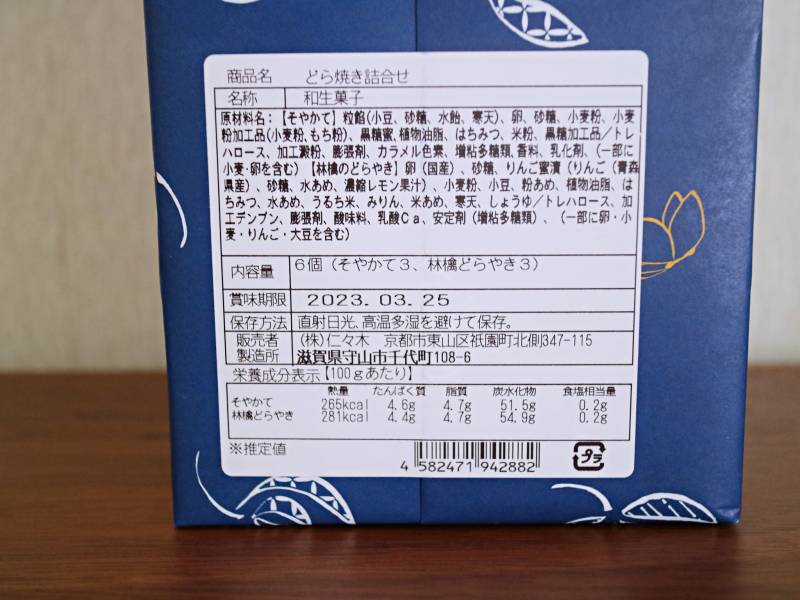 商品名 どら焼き詰合せ
名称 和生菓子
原材料名:【そやかて】粒餡(小豆、砂糖、水飴、寒天)、卵、砂糖、小麦粉、小麦
粉加工品(小麦粉、もち粉)、黒糖蜜、植物油脂、はちみつ、米粉、黒糖加工品/トレ
ハロース、加工澱粉、膨張剤、カラメル色素、増粘多糖類、香料、乳化剤、(一部に
小麦・卵を含む)【林檎のどらやき】卵(国産)、砂糖、りんご蜜漬(りんご(青森
県産)、砂糖、水あめ、濃縮レモン果汁)、小麦粉、小豆、粉あめ、植物油脂、は
ちみつ、水あめ、うるち米、みりん、米あめ、寒天、しょうゆ/トレハロース、加
工デンプン、膨張剤、酸味料、乳酸Ca、安定剤(増粘多糖類)、(一部に卵・小
麦・りんご・大豆を含む)
内容量 6個(そやかて3、林檎どらやき3)
賞味期限 2023.03.25
保存方法 直射日光、高温多湿を避けて保存。
販売者 (株)仁々木 京都市東山区祇園町北側347-115
製造所 滋賀県守山市千代町108-6
栄養成分表示【100gあたり】
熱量 たんぱく質 脂質 炭水化物 食塩相当量
そやかて 265kcal 4.6g 4.7g 51.5g 0.2g
林檎どらやき 281kcal 4.4g 4.7g 54.9g 0.2g
※推定値
4 582471 942882
プラ